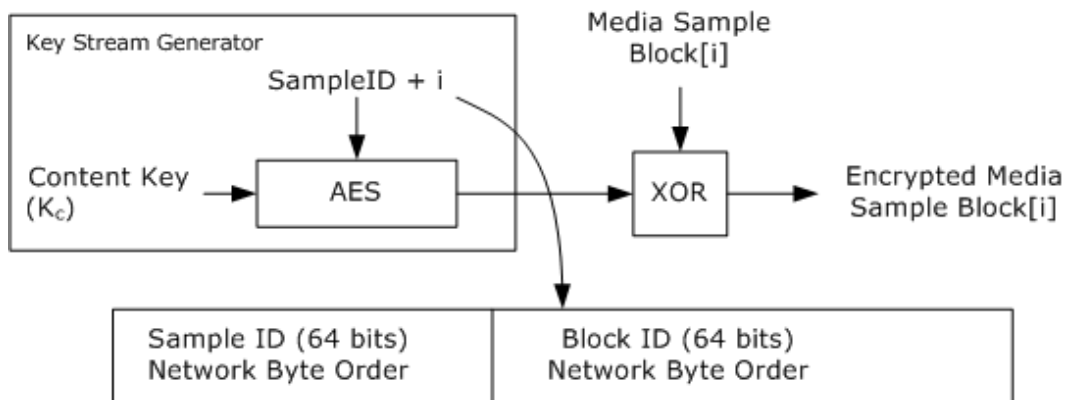 Key Stream Generator
Media Sample
Block[i]
SampleID + i
Content Key
(Kc)
AES
XOR
Encrypted Media
Sample Block[i]
Sample ID (64 bits)
Network Byte Order
Block ID (64 bits)
Network Byte Order